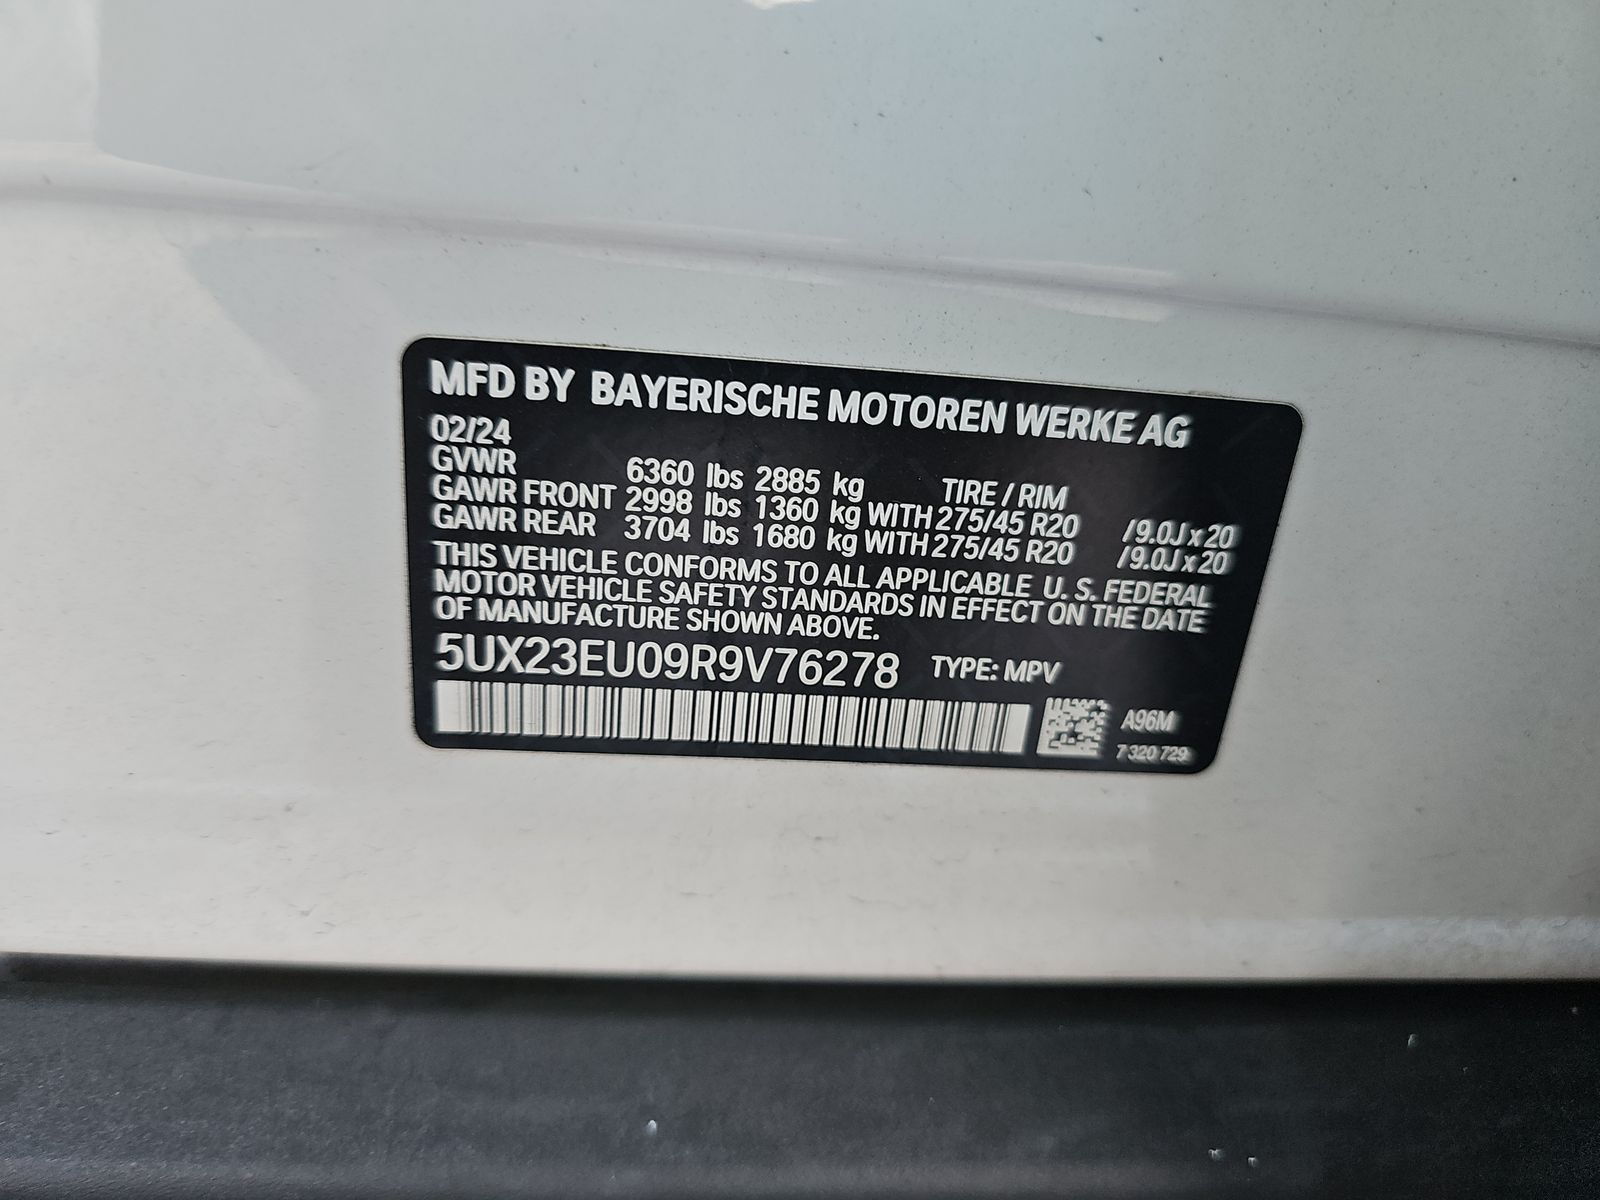 MFD BY BAYERISCHE MOTOREN WERKE AG
02/24
GVWR 6360 lbs 2885 kg TIRE / RIM
GAWR FRONT 2998 lbs 1360 kg WITH 275/45 R20 /9.0J x 20
GAWR REAR 3704 lbs 1680 kg WITH 275/45 R20 /9.0J x 20
THIS VEHICLE CONFORMS TO ALL APPLICABLE U. S. FEDERAL
MOTOR VEHICLE SAFETY STANDARDS IN EFFECT ON THE DATE
OF MANUFACTURE SHOWN ABOVE.
5UX23EU09R9V76278 TYPE: MPV
A96M
7 320 729